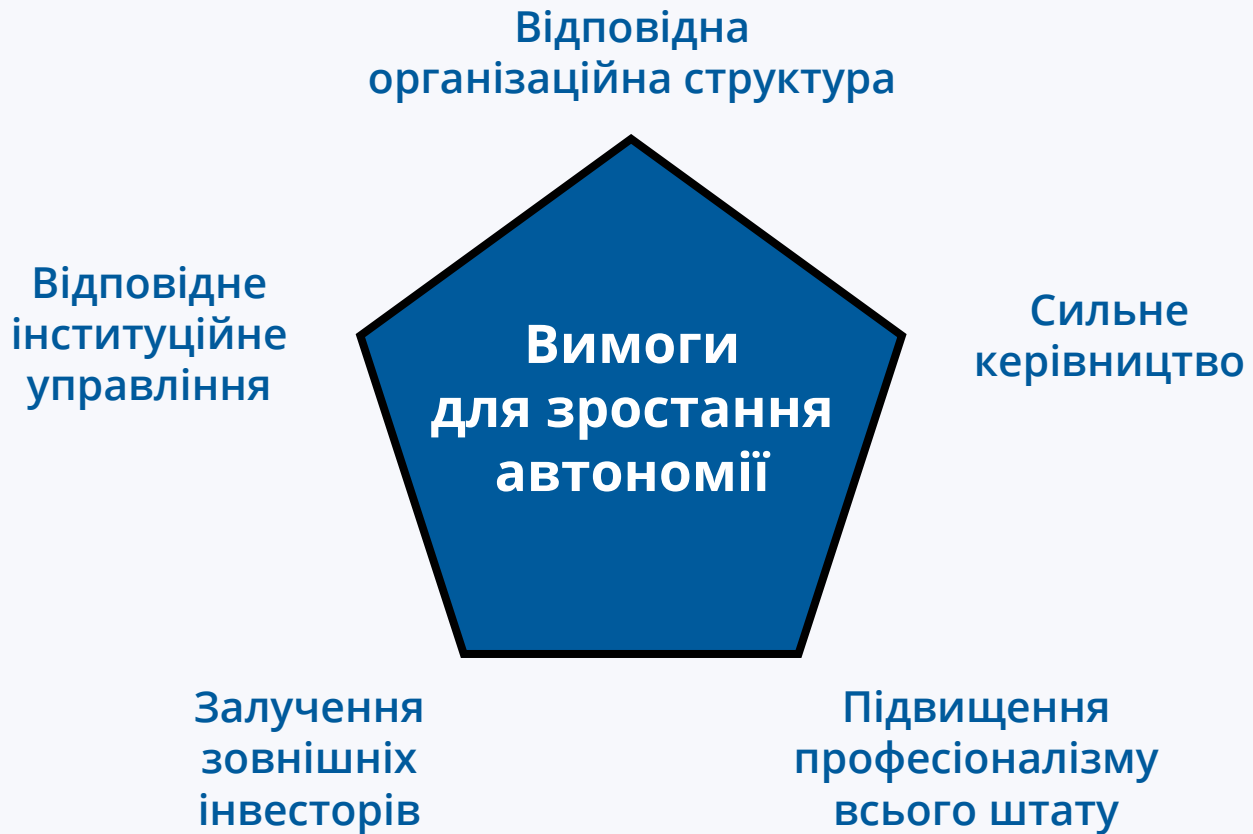 Відповідна
організаційна структура
Відповідне
інституційне
управління
Вимоги
для зростання
автономії
Сильне
керівництво
Залучення
зовнішніх
інвесторів
Підвищення
професіоналізму
всього штату